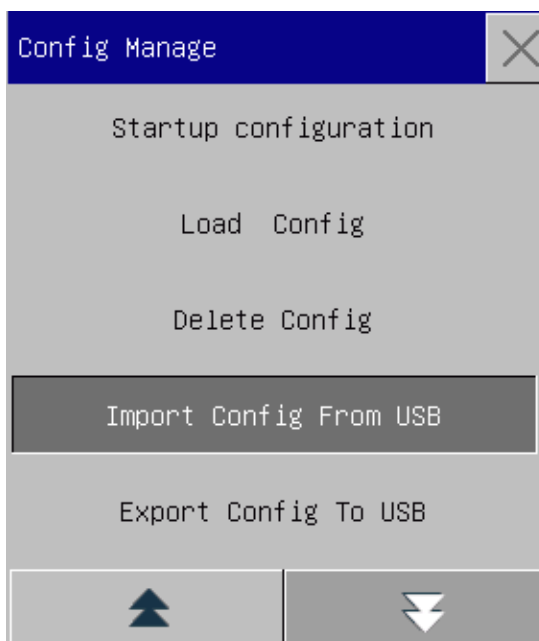 Config Manage
Startup configuration
Load  Config
Delete Config
Import Config From USB
Export Config To USB